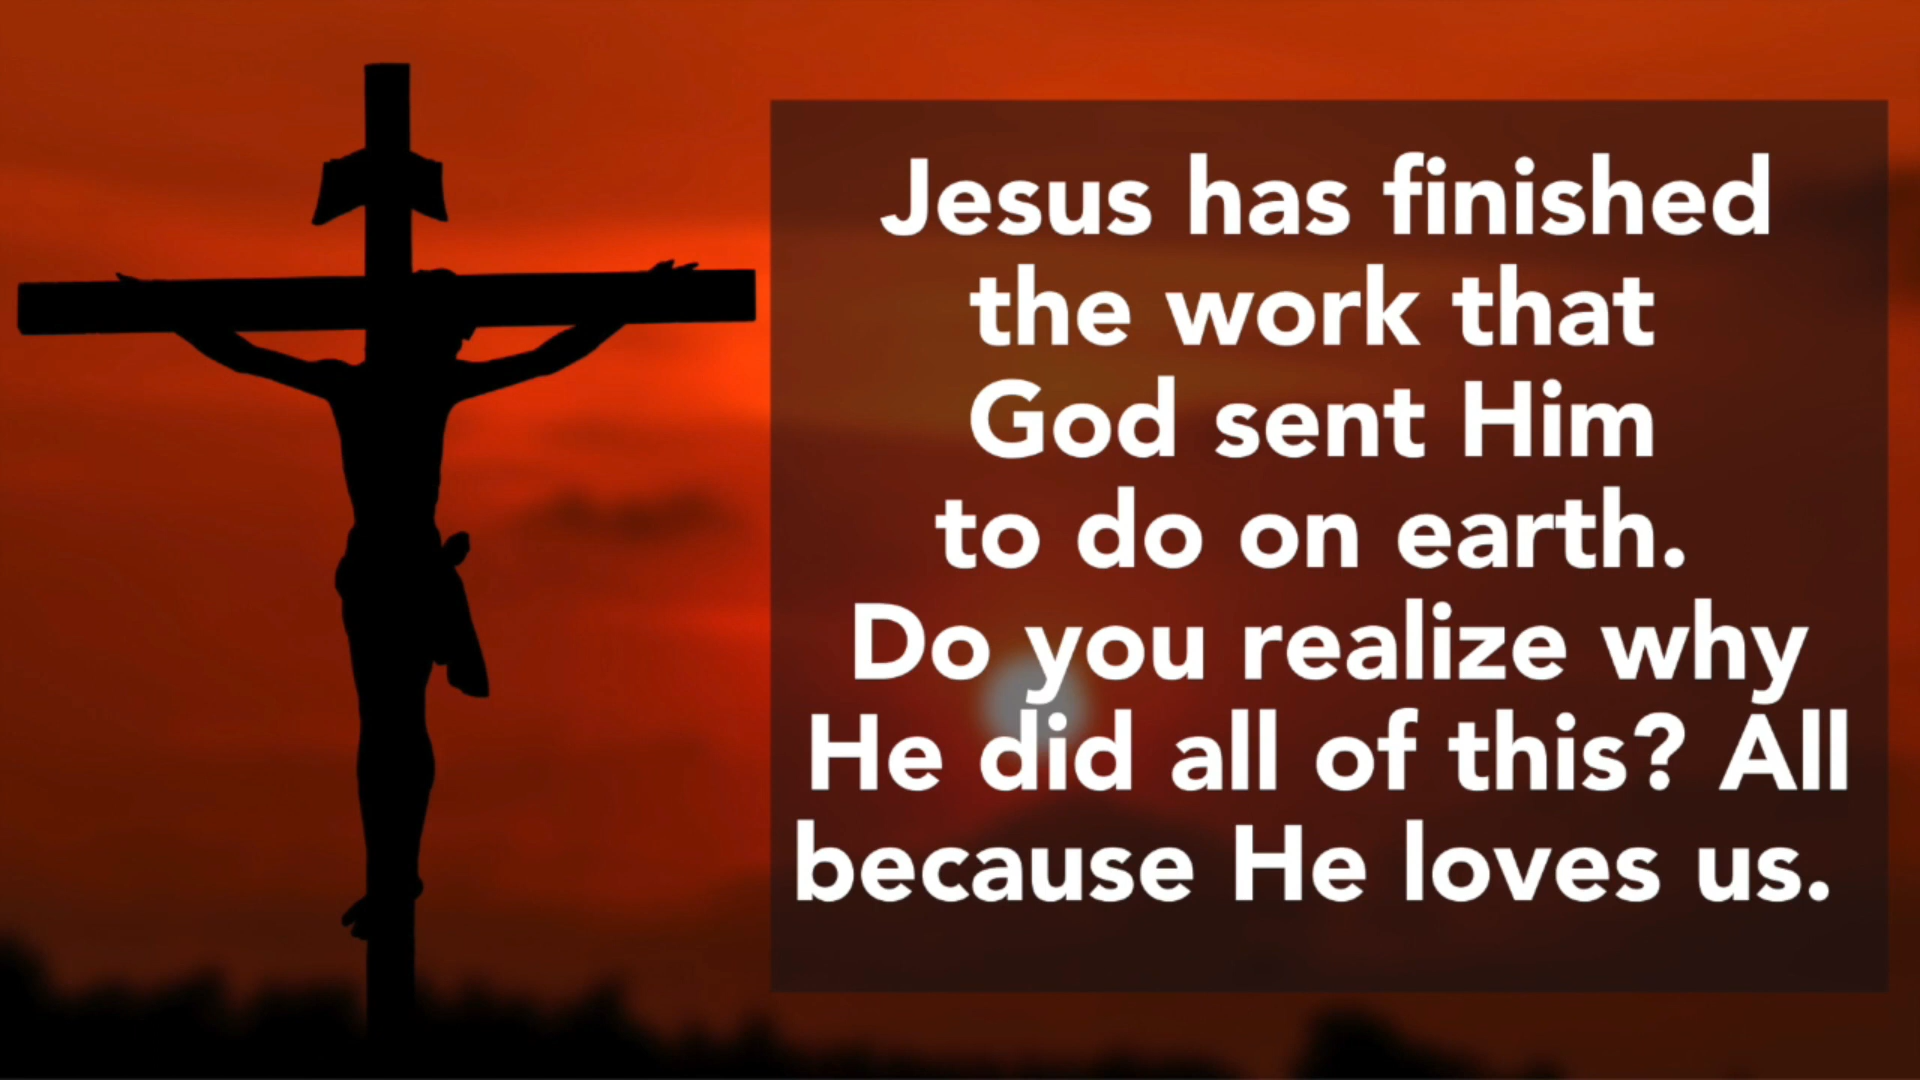 Jesus has finished
the work that
God sent Him
to do on earth.
Do you realize why
He did all of this? All
because He loves us.